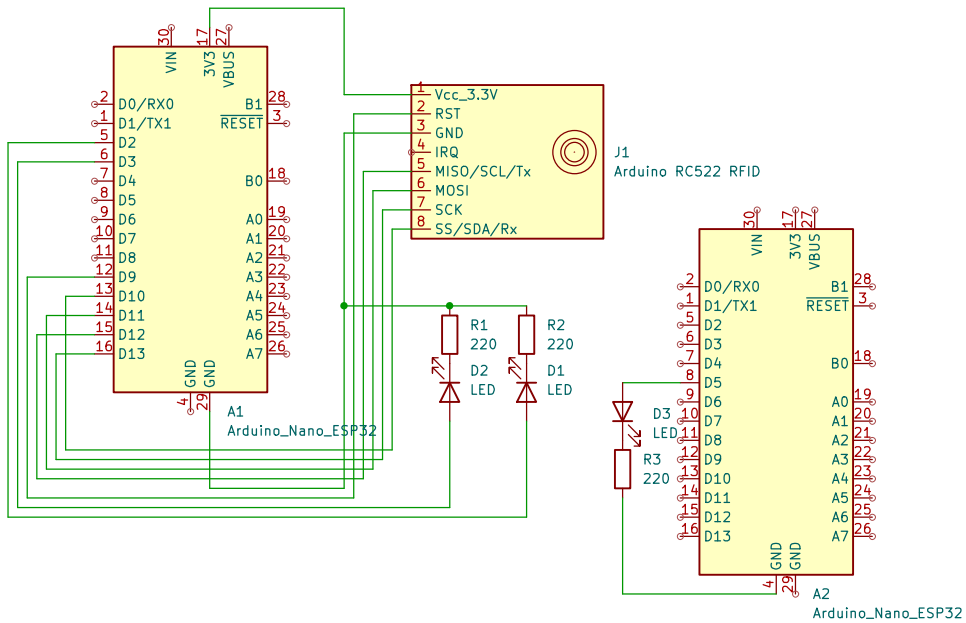 30
VIN
17
3V3
27
VBUS
2 D0/RX0
1 D1/TX1
5 D2
6 D3
7 D4
8 D5
9 D6
10 D7
11 D8
12 D9
13 D10
14 D11
15 D12
16 D13
B1 28
RESET 3
B0 18
A0 19
A1 20
A2 21
A3 22
A4 23
A5 24
A6 25
A7 26
GND
4
GND
29
A1
Arduino_Nano_ESP32
1 Vcc_3.3V
2 RST
3 GND
4 IRQ
5 MISO/SCL/Tx
6 MOSI
7 SCK
8 SS/SDA/Rx
J1
Arduino RC522 RFID
R1
220
R2
220
D2
LED
D1
LED
D3
LED
R3
220
30
VIN
17
3V3
27
VBUS
2 D0/RX0
1 D1/TX1
5 D2
6 D3
7 D4
8 D5
9 D6
10 D7
11 D8
12 D9
13 D10
14 D11
15 D12
16 D13
B1 28
RESET 3
B0 18
A0 19
A1 20
A2 21
A3 22
A4 23
A5 24
A6 25
A7 26
GND
4
GND
29
A2
Arduino_Nano_ESP32